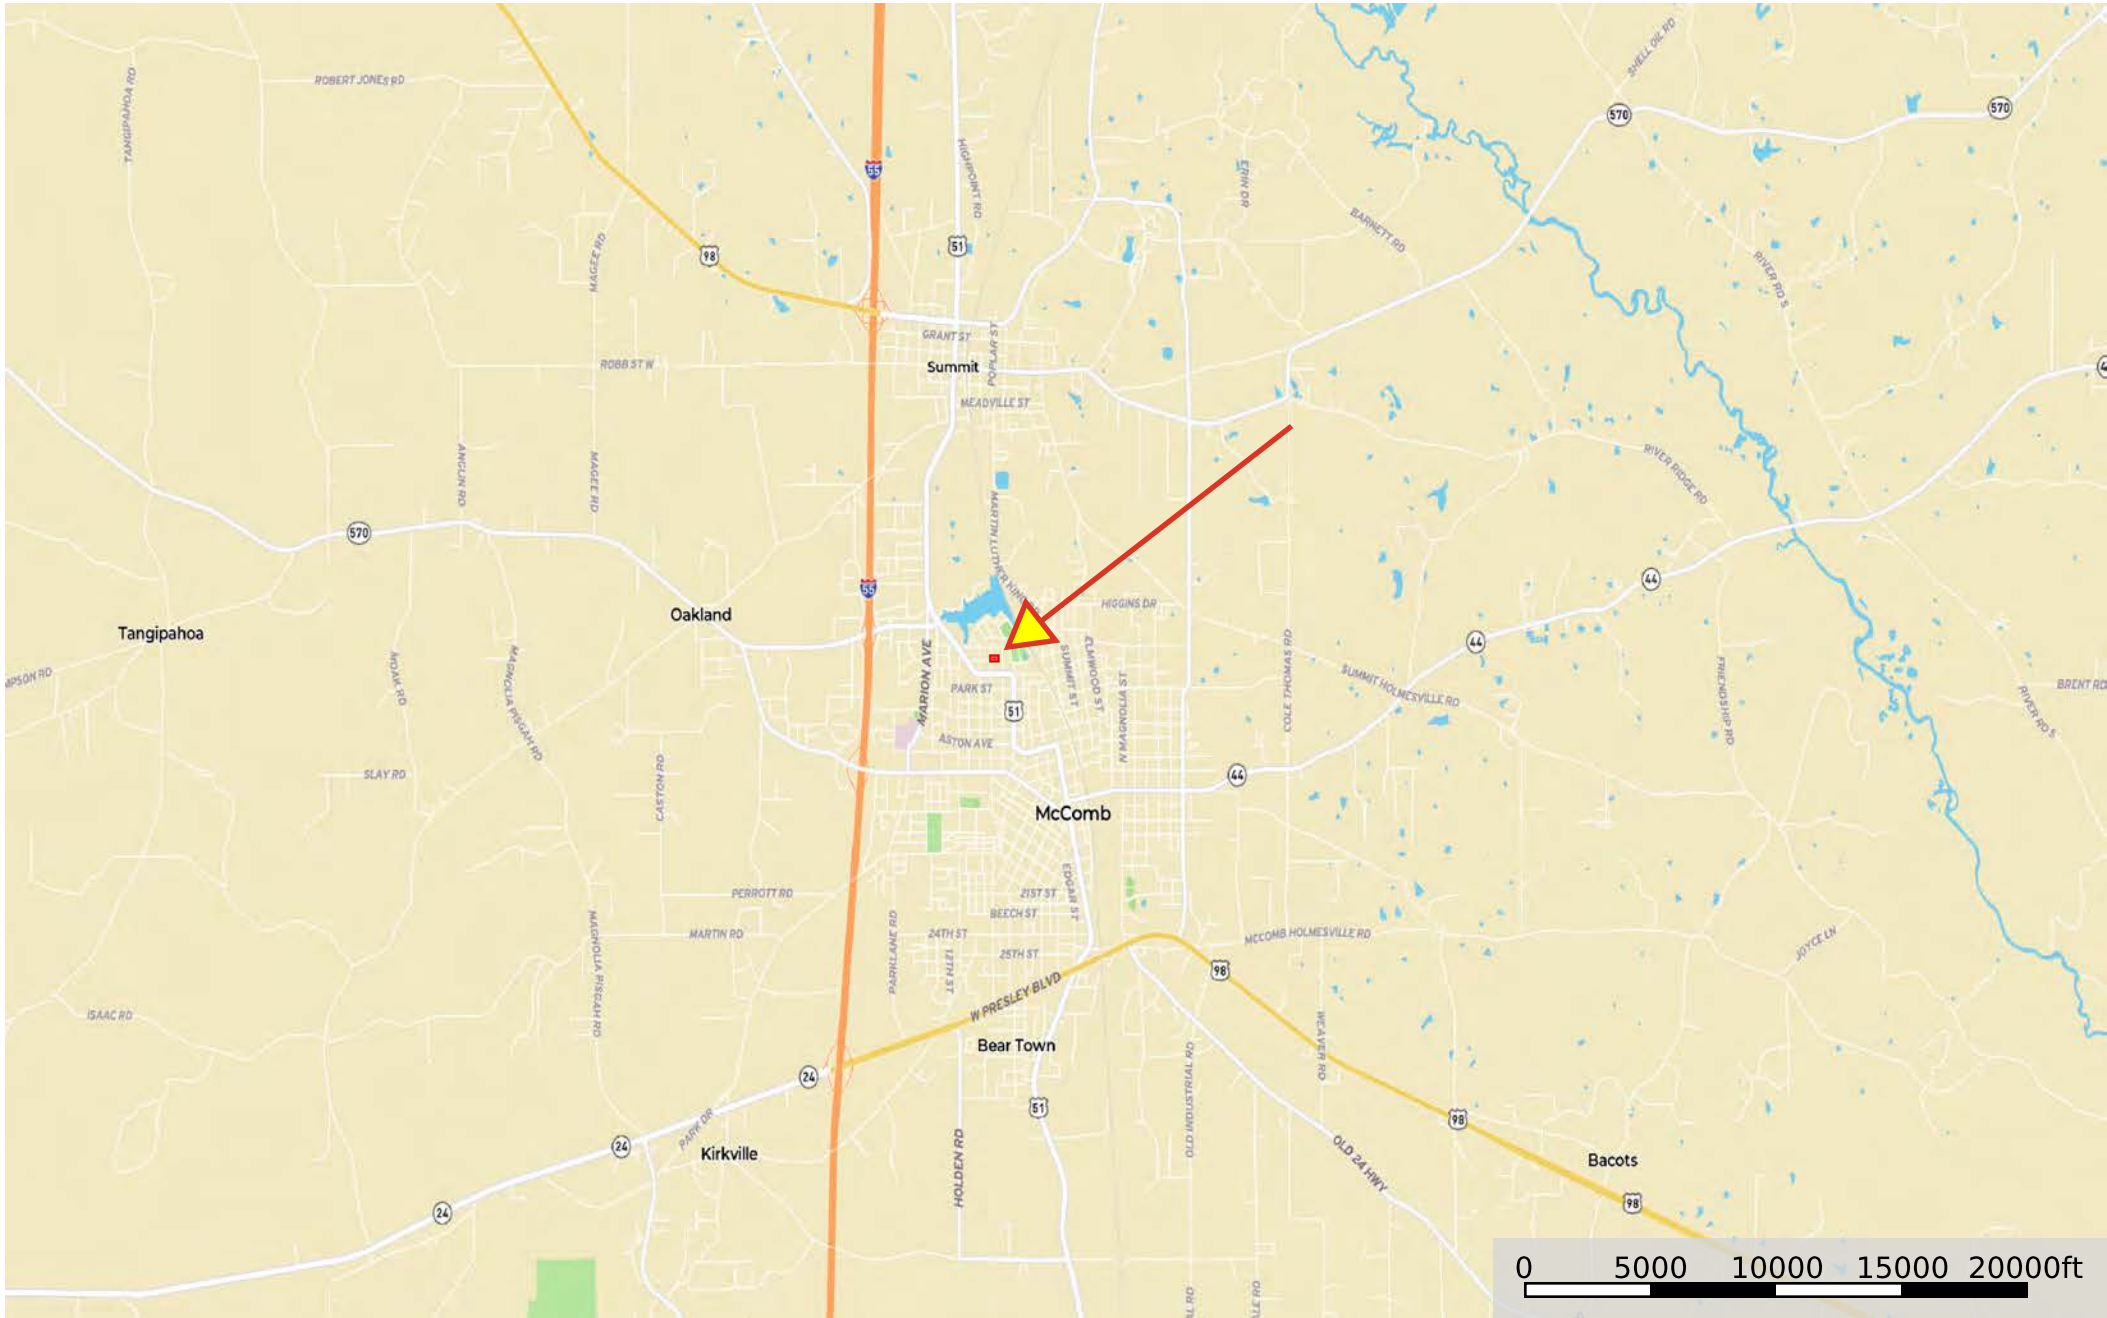 SHELL OIL RD
ROBERT JONES RD
TANGIPAHOA RD
570
570
HIGHPOINT RD
55
ERIN DR
BARNETT RD
51
98
MAGEE RD
RIVER RD S
GRANT ST
POPLAR ST
ROBB ST W
Summit
MEADVILLE ST
ANGUN RD
MAGEE RD
RIVER RIDGE RD
570
MARTIN LUTHER KING DR
55
44
HIGGINS DR
Oakland
Tangipahoa
44
MARION AVE
SUMMIT ST
ELMWOOD ST
COLE THOMAS RD
NOAK RD
MAGNOLIA PISGAH RD
SUMMIT HOLMESVILLE RD
FRIENDSHIP RD
BRENT RD
MPSON RD
PARK ST
N MAGNOLIA ST
51
RIVER RD S
ASTON AVE
SLAY RD
CASTON RD
44
McComb
EDGAR ST
PERROTT RD
21ST ST
BEECH ST
MARTIN RD
PARKLANE RD
24TH ST
MCCOMB HOLMESVILLE RD
JOYCE LN
12TH ST
25TH ST
MAGNOLIA PISGAH RD
98
W PRESLEY BLVD
ISAAC RD
WEAVER RD
Bear Town
OLD INDUSTRIAL RD
24
51
98
PARK DR
24
Kirkville
HOLDEN RD
OLD 24 HWY
Bacots
98
24
AL RD
LE RD
0 5000 10000 15000 20000ft